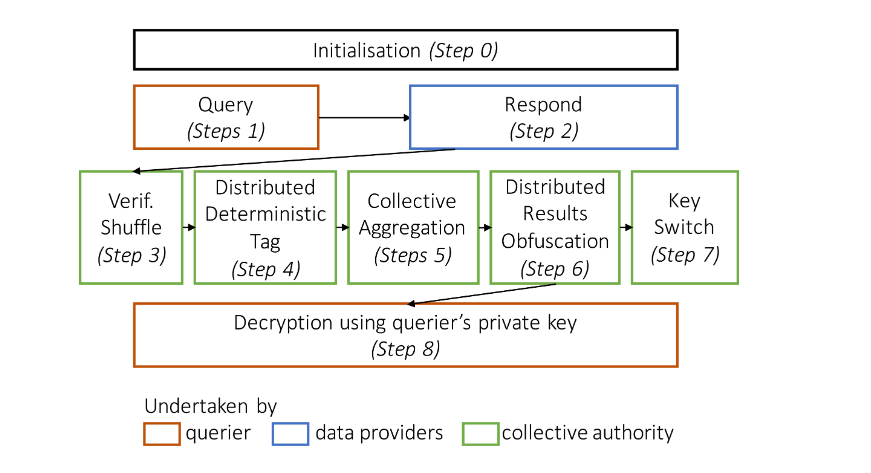 Initialisation (Step 0)
Query
(Steps 1)
Respond
(Step 2)
Verif.
Shuffle
(Step 3)
Distributed
Deterministic
Tag
(Step 4)
Collective
Aggregation
(Steps 5)
Distributed
Results
Obfuscation
(Step 6)
Key
Switch
(Step 7)
Decryption using querier's private key
(Step 8)
Undertaken by
querier
data providers
collective authority